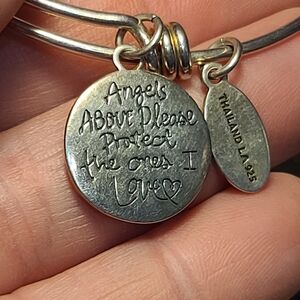 Angels
ABOVE Please
Protect
the ones I
Love♡
THAILAND LA 925